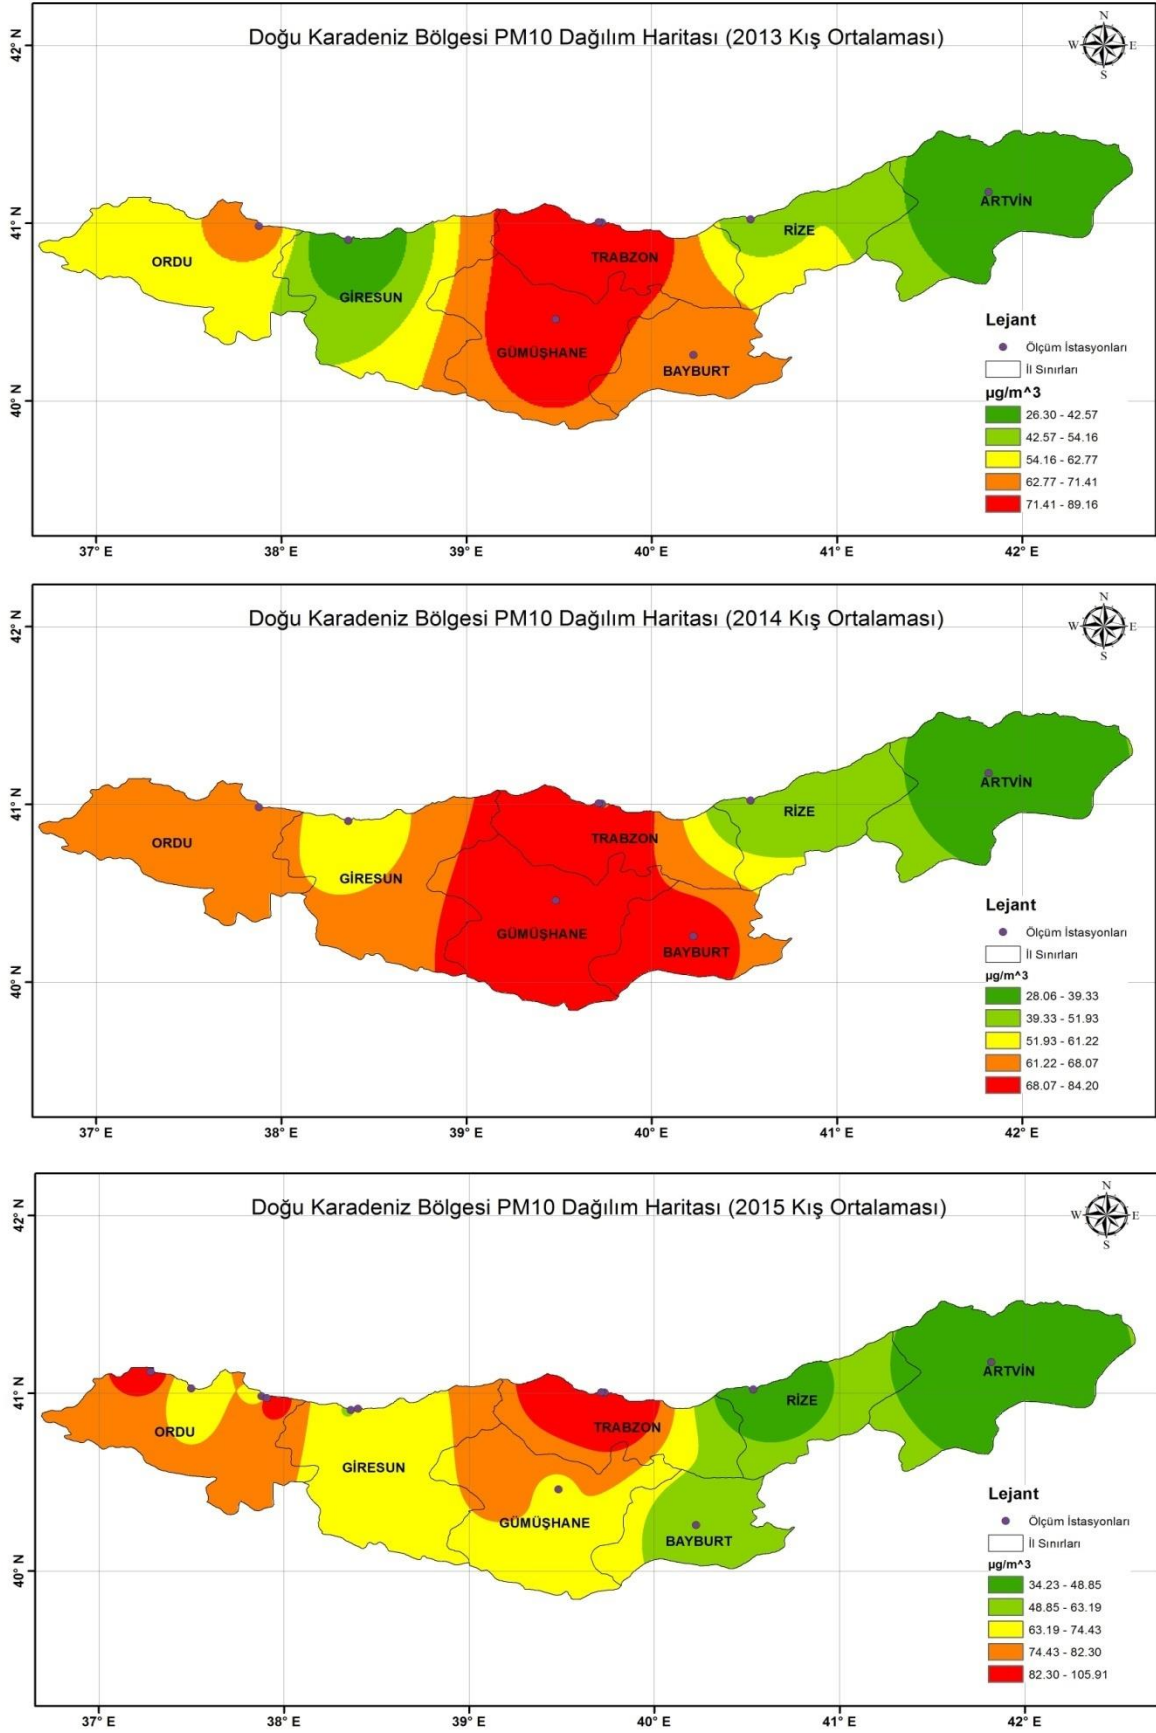 Doğu Karadeniz Bölgesi PM10 Dağılım Haritası (2013 Kış Ortalaması)
N
W E
S
42° N
41° N
40° N
ORDU
GİRESUN
TRABZON
GÜMÜŞHANE
BAYBURT
RİZE
ARTVİN
Lejant
Ölçüm İstasyonları
İl Sınırları
µg/m^3
26.30 - 42.57
42.57 - 54.16
54.16 - 62.77
62.77 - 71.41
71.41 - 89.16
37° E 38° E 39° E 40° E 41° E 42° E
Doğu Karadeniz Bölgesi PM10 Dağılım Haritası (2014 Kış Ortalaması)
N
W E
S
42° N
41° N
40° N
ORDU
GİRESUN
TRABZON
GÜMÜŞHANE
BAYBURT
RİZE
ARTVİN
Lejant
Ölçüm İstasyonları
İl Sınırları
µg/m^3
28.06 - 39.33
39.33 - 51.93
51.93 - 61.22
61.22 - 68.07
68.07 - 84.20
37° E 38° E 39° E 40° E 41° E 42° E
Doğu Karadeniz Bölgesi PM10 Dağılım Haritası (2015 Kış Ortalaması)
N
W E
S
42° N
41° N
40° N
ORDU
GİRESUN
TRABZON
GÜMÜŞHANE
BAYBURT
RİZE
ARTVİN
Lejant
Ölçüm İstasyonları
İl Sınırları
µg/m^3
34.23 - 48.85
48.85 - 63.19
63.19 - 74.43
74.43 - 82.30
82.30 - 105.91
37° E 38° E 39° E 40° E 41° E 42° E